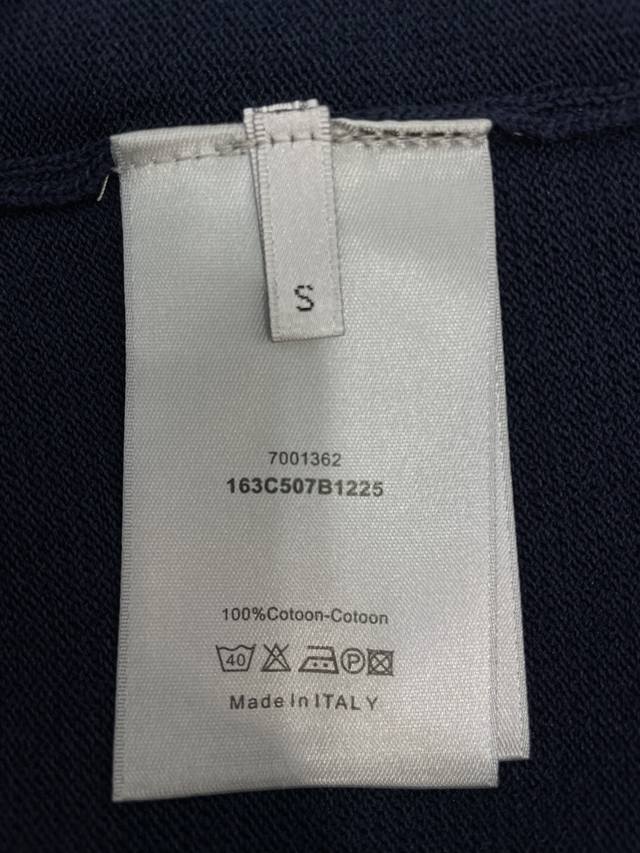 S
7001362
163C507B1225
100%Cotoon-Cotoon
40 P
Made In ITALY